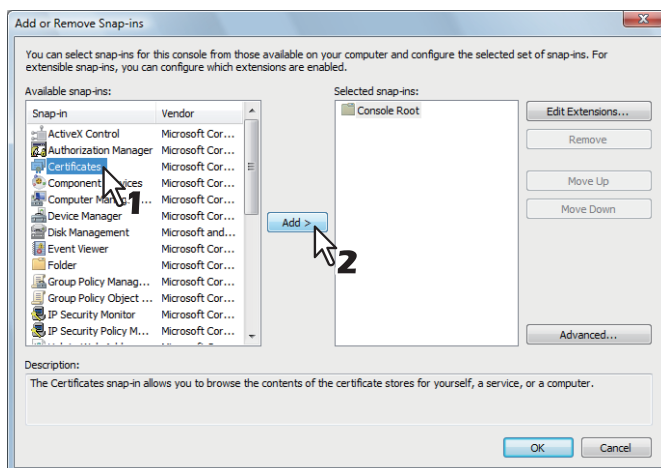 Add or Remove Snap-ins
You can select snap-ins for this console from those available on your computer and configure the selected set of snap-ins. For
extensible snap-ins, you can configure which extensions are enabled.
Available snap-ins:
Snap-in Vendor
ActiveX Control Microsoft Cor...
Authorization Manager Microsoft Cor...
Certificates Microsoft Cor...
Component Microsoft Cor...
Computer Microsoft Cor...
Device Manager Microsoft Cor...
Disk Management Microsoft and...
Event Viewer Microsoft Cor...
Folder Microsoft Cor...
Group Policy Manag... Microsoft Cor...
Group Policy Object ... Microsoft Cor...
IP Security Monitor Microsoft Cor...
IP Security Policy M... Microsoft Cor...
1
Add >
2
Selected snap-ins:
Console Root
Edit Extensions...
Remove
Move Up
Move Down
Advanced...
Description:
The Certificates snap-in allows you to browse the contents of the certificate stores for yourself, a service, or a computer.
OK Cancel